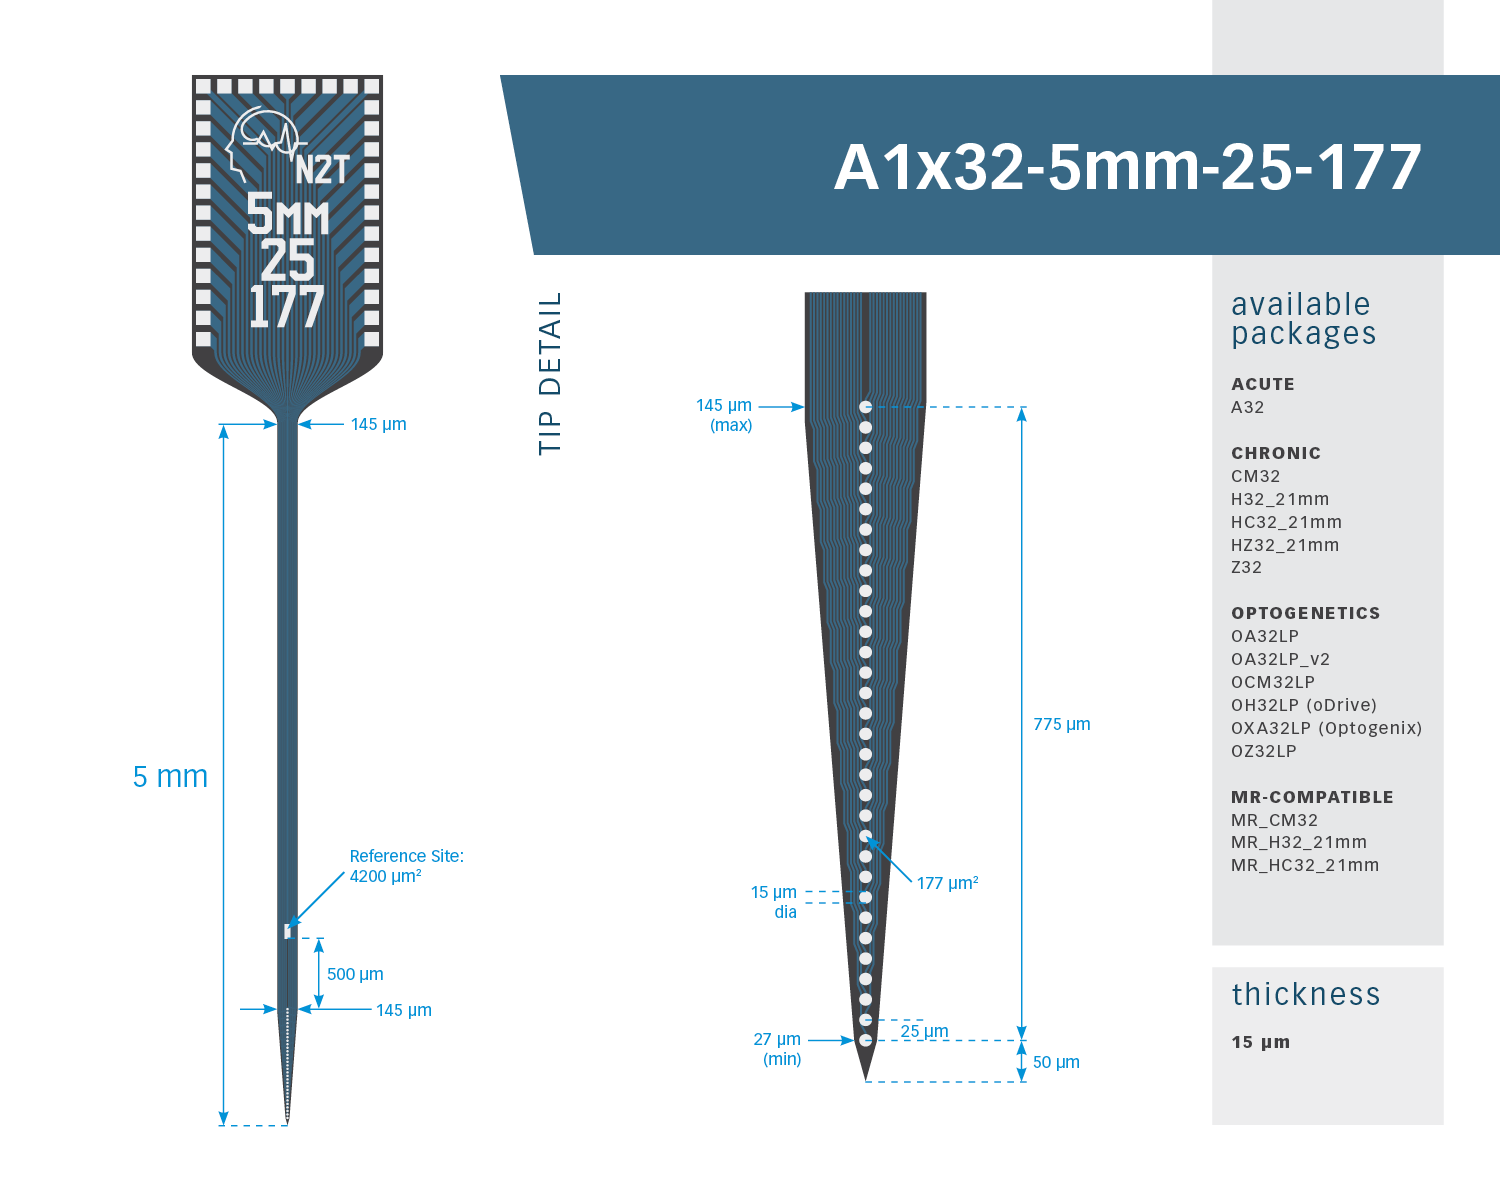 A1x32-5mm-25-177
N2T
5MM
25
177
145 µm
5 mm
Reference Site:
4200 µm²
500 µm
145 µm
TIP DETAIL
145 µm
(max)
775 µm
177 µm²
15 µm
dia
25 µm
27 µm
(min)
50 µm
available
packages
ACUTE
A32
CHRONIC
CM32
H32_21mm
HC32_21mm
HZ32_21mm
Z32
OPTOGENETICS
OA32LP
OA32LP_v2
OCM32LP
OH32LP (oDrive)
OXA32LP (Optogenix)
OZ32LP
MR-COMPATIBLE
MR_CM32
MR_H32_21mm
MR_HC32_21mm
thickness
15 µm